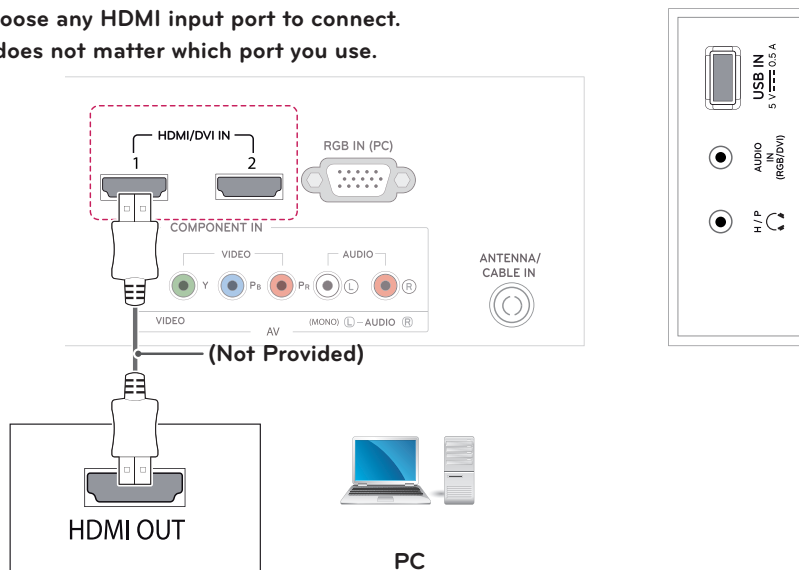 oose any HDMI input port to connect.
does not matter which port you use.
HDMI/DVI IN
1 2
RGB IN (PC)
COMPONENT IN
VIDEO AUDIO
Y PB PR L R
VIDEO (MONO) L AUDIO R
AV
ANTENNA/
CABLE IN
(Not Provided)
HDMI OUT
PC
USB IN
5 V 0.5 A
AUDIO
IN
(RGB/DVI)
H / P